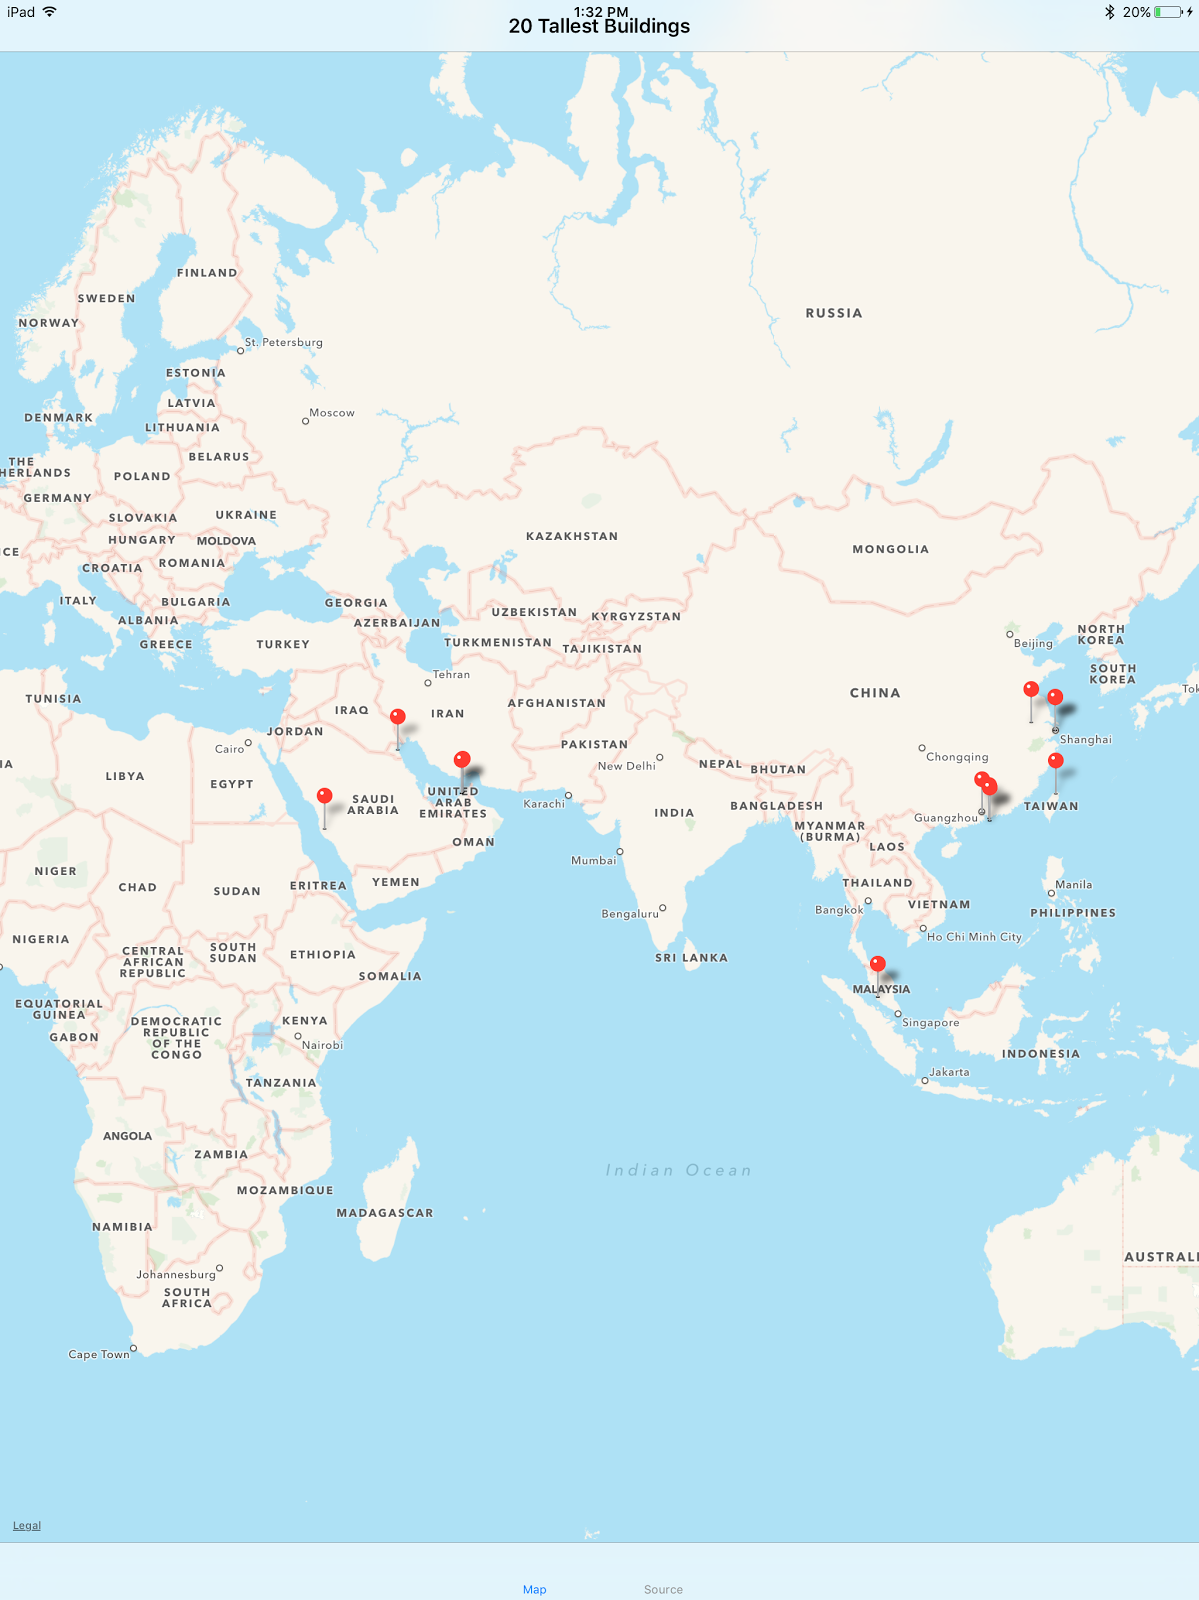 iPad
1:32 PM
20%
20 Tallest Buildings
FINLAND
SWEDEN
NORWAY
RUSSIA
St. Petersburg
ESTONIA
LATVIA
DENMARK
Moscow
LITHUANIA
BELARUS
THE
HERLANDS
POLAND
GERMANY
SLOVAKIA
UKRAINE
HUNGARY
MOLDOVA
KAZAKHSTAN
MONGOLIA
CE
CROATIA
ROMANIA
ITALY
BULGARIA
GEORGIA
ALBANIA
AZERBAIJAN
UZBEKISTAN
KYRGYZSTAN
GREECE
TURKEY
TURKMENISTAN
TAJIKISTAN
Beijing
NORTH
KOREA
SOUTH
KOREA
Tehran
CHINA
Tok
TUNISIA
IRAQ
IRAN
AFGHANISTAN
JORDAN
Cairo
PAKISTAN
New Delhi
Shanghai
Chongqing
IA
LIBYA
EGYPT
NEPAL
BHUTAN
SAUDI
ARABIA
UNITED
ARAB
EMIRATES
Karachi
INDIA
BANGLADESH
Guangzhou
TAIWAN
MYANMAR
(BURMA)
OMAN
LAOS
Mumbai
NIGER
CHAD
SUDAN
ERITREA
YEMEN
THAILAND
Manila
Bangkok
VIETNAM
PHILIPPINES
Bengaluru
NIGERIA
CENTRAL
AFRICAN
REPUBLIC
SOUTH
SUDAN
ETHIOPIA
SOMALIA
SRI LANKA
Ho Chi Minh City
MALAYSIA
EQUATORIAL
GUINEA
GABON
DEMOCRATIC
REPUBLIC
OF THE
CONGO
KENYA
Nairobi
Singapore
INDONESIA
Jakarta
TANZANIA
ANGOLA
ZAMBIA
Indian Ocean
MOZAMBIQUE
MADAGASCAR
NAMIBIA
AUSTRALI
Johannesburg
SOUTH
AFRICA
Cape Town
Legal
Map
Source